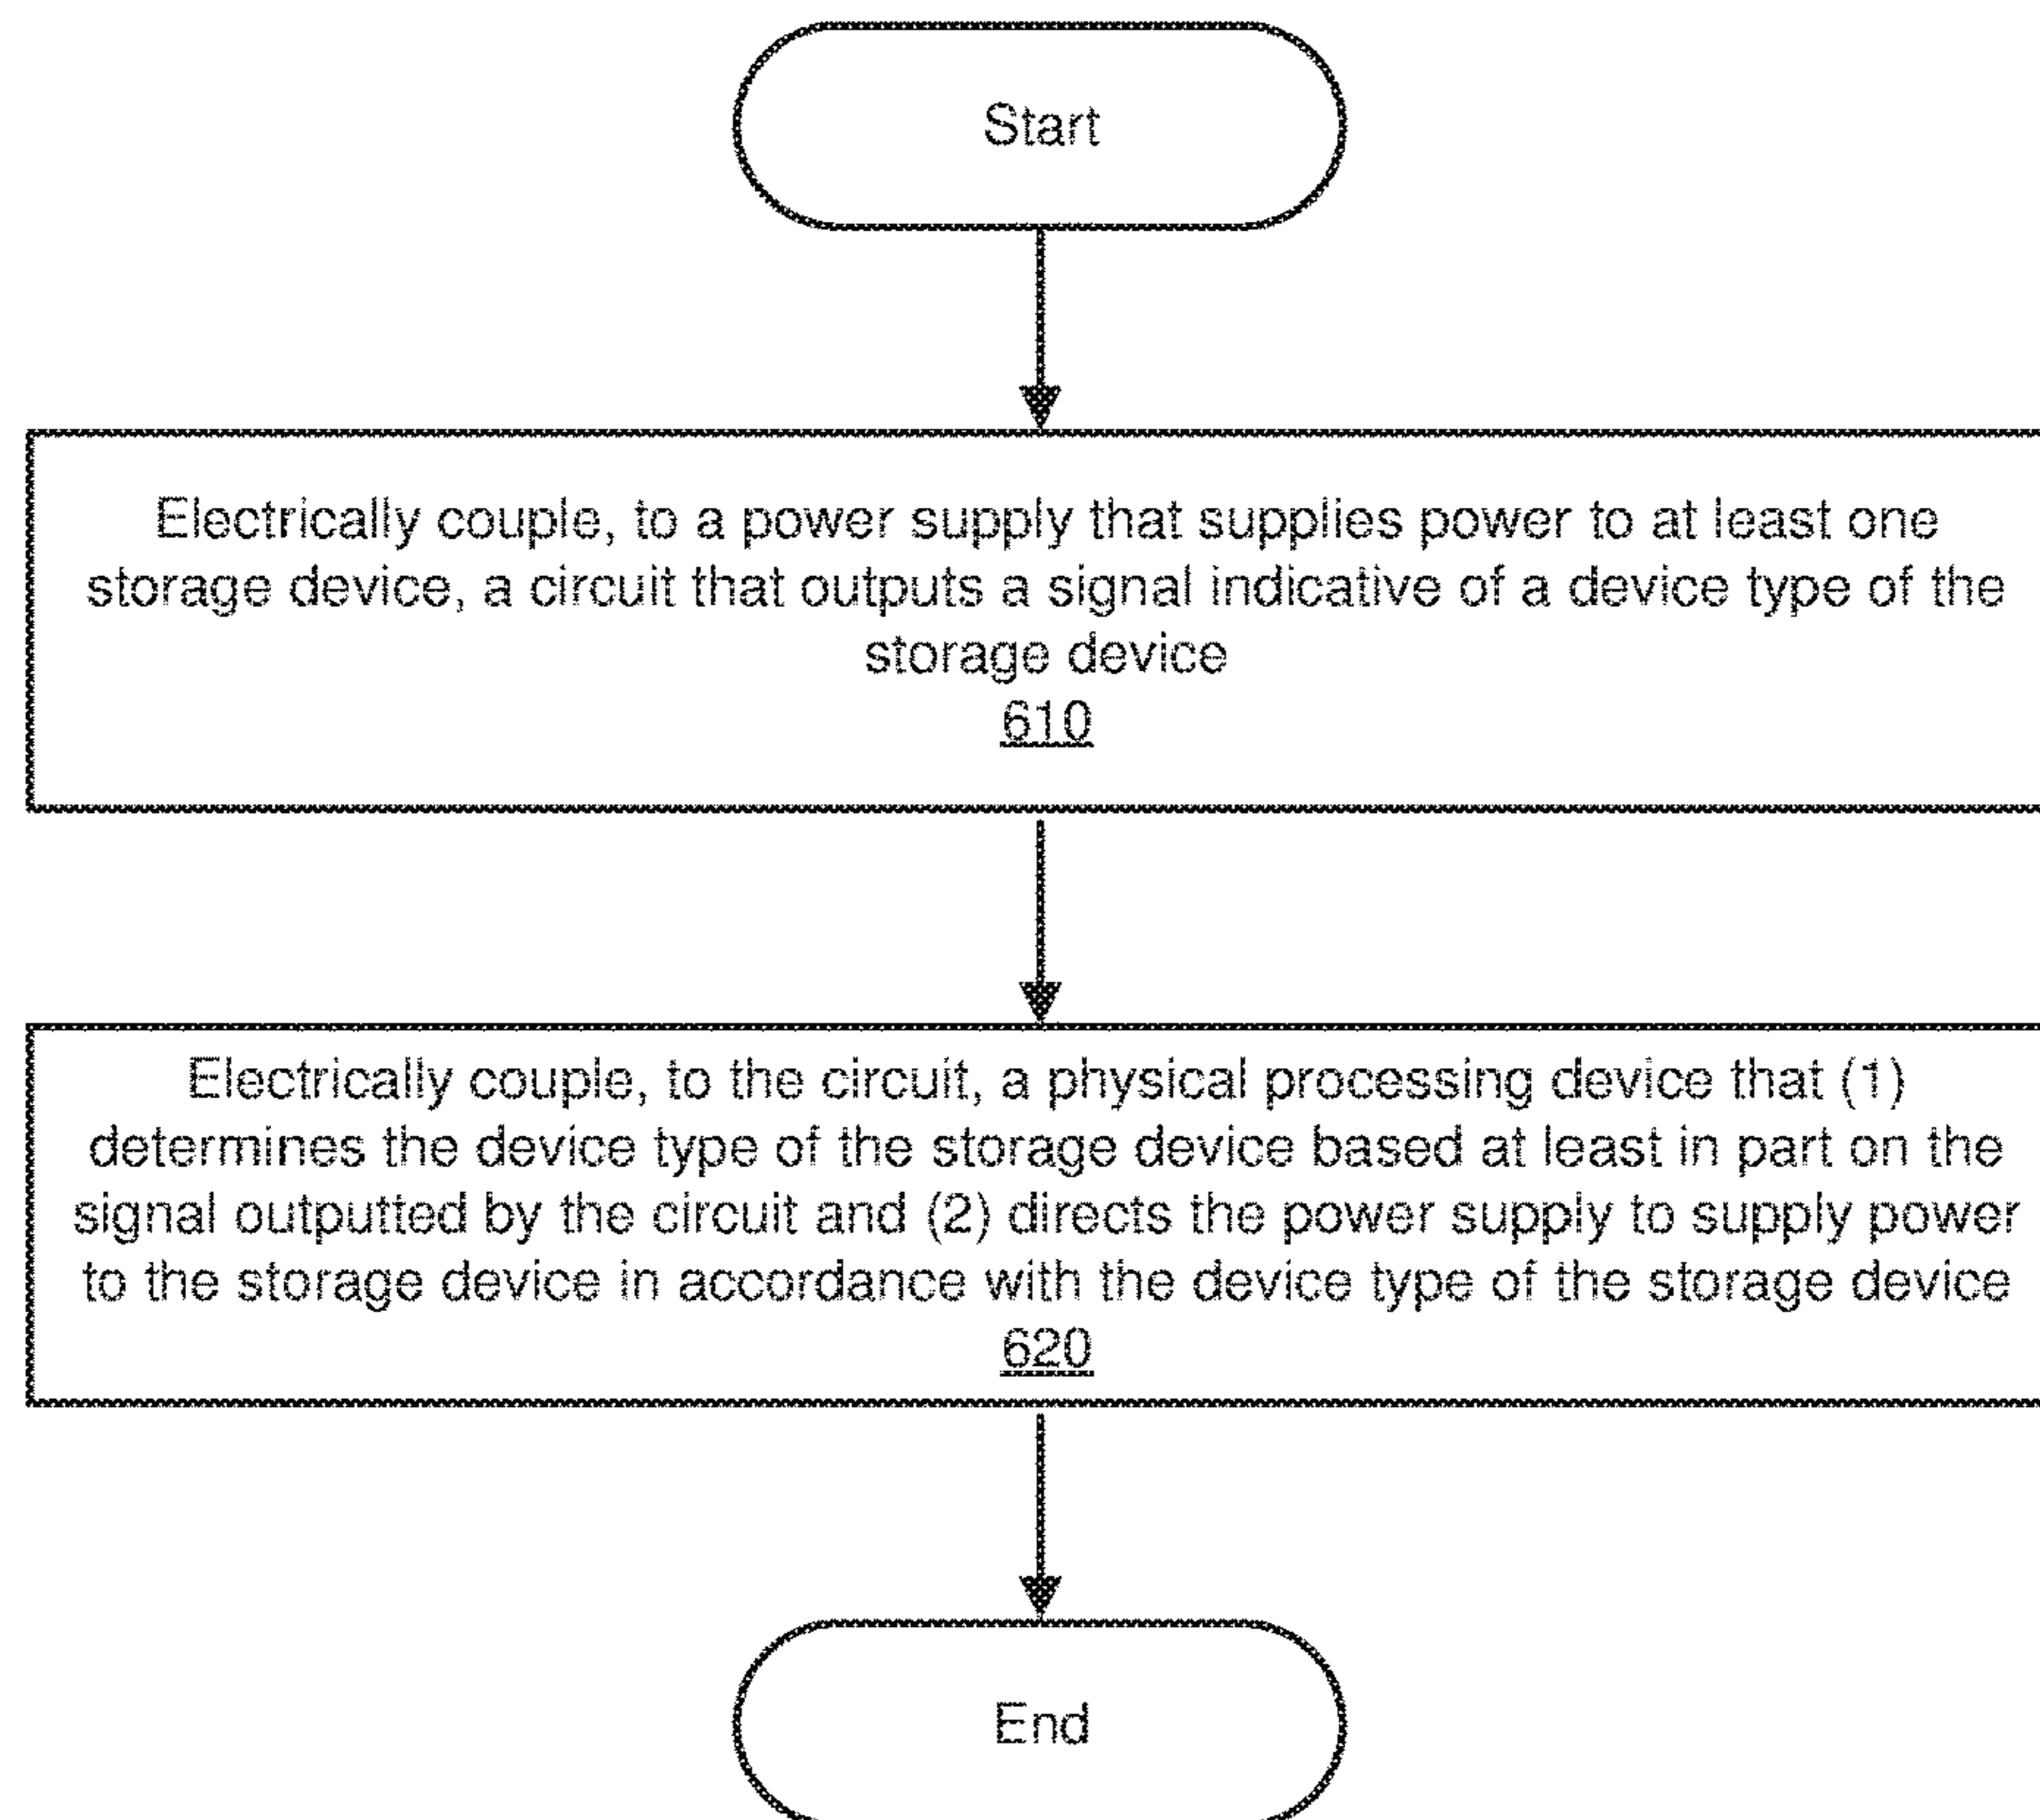 Start
Electrically couple, to a power supply that supplies power to at least one
storage device, a circuit that outputs a signal indicative of a device type of the
storage device
610
Electrically couple, to the circuit, a physical processing device that (1)
determines the device type of the storage device based at least in part on the
signal outputted by the circuit and (2) directs the power supply to supply power
to the storage device in accordance with the device type of the storage device
620
End